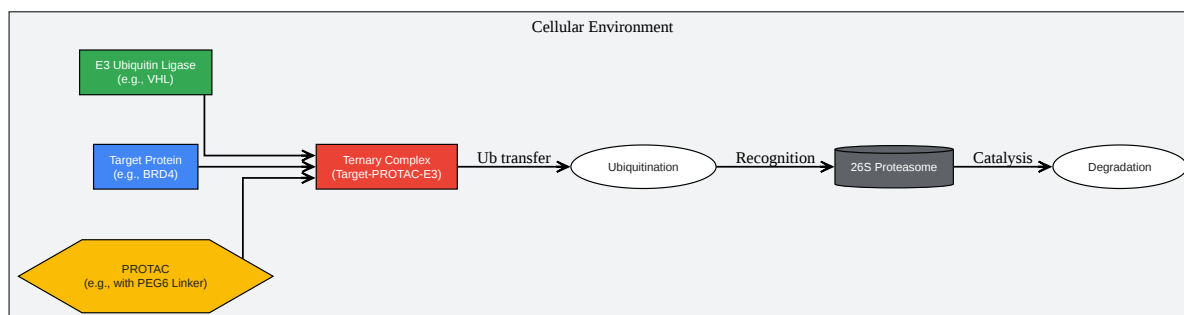 Cellular Environment
E3 Ubiquitin Ligase
(e.g., VHL)
Target Protein
(e.g., BRD4)
PROTAC
(e.g., with PEG6 Linker)
Ternary Complex
(Target-PROTAC-E3)
Ub transfer
Ubiquitination
Recognition
26S Proteasome
Catalysis
Degradation